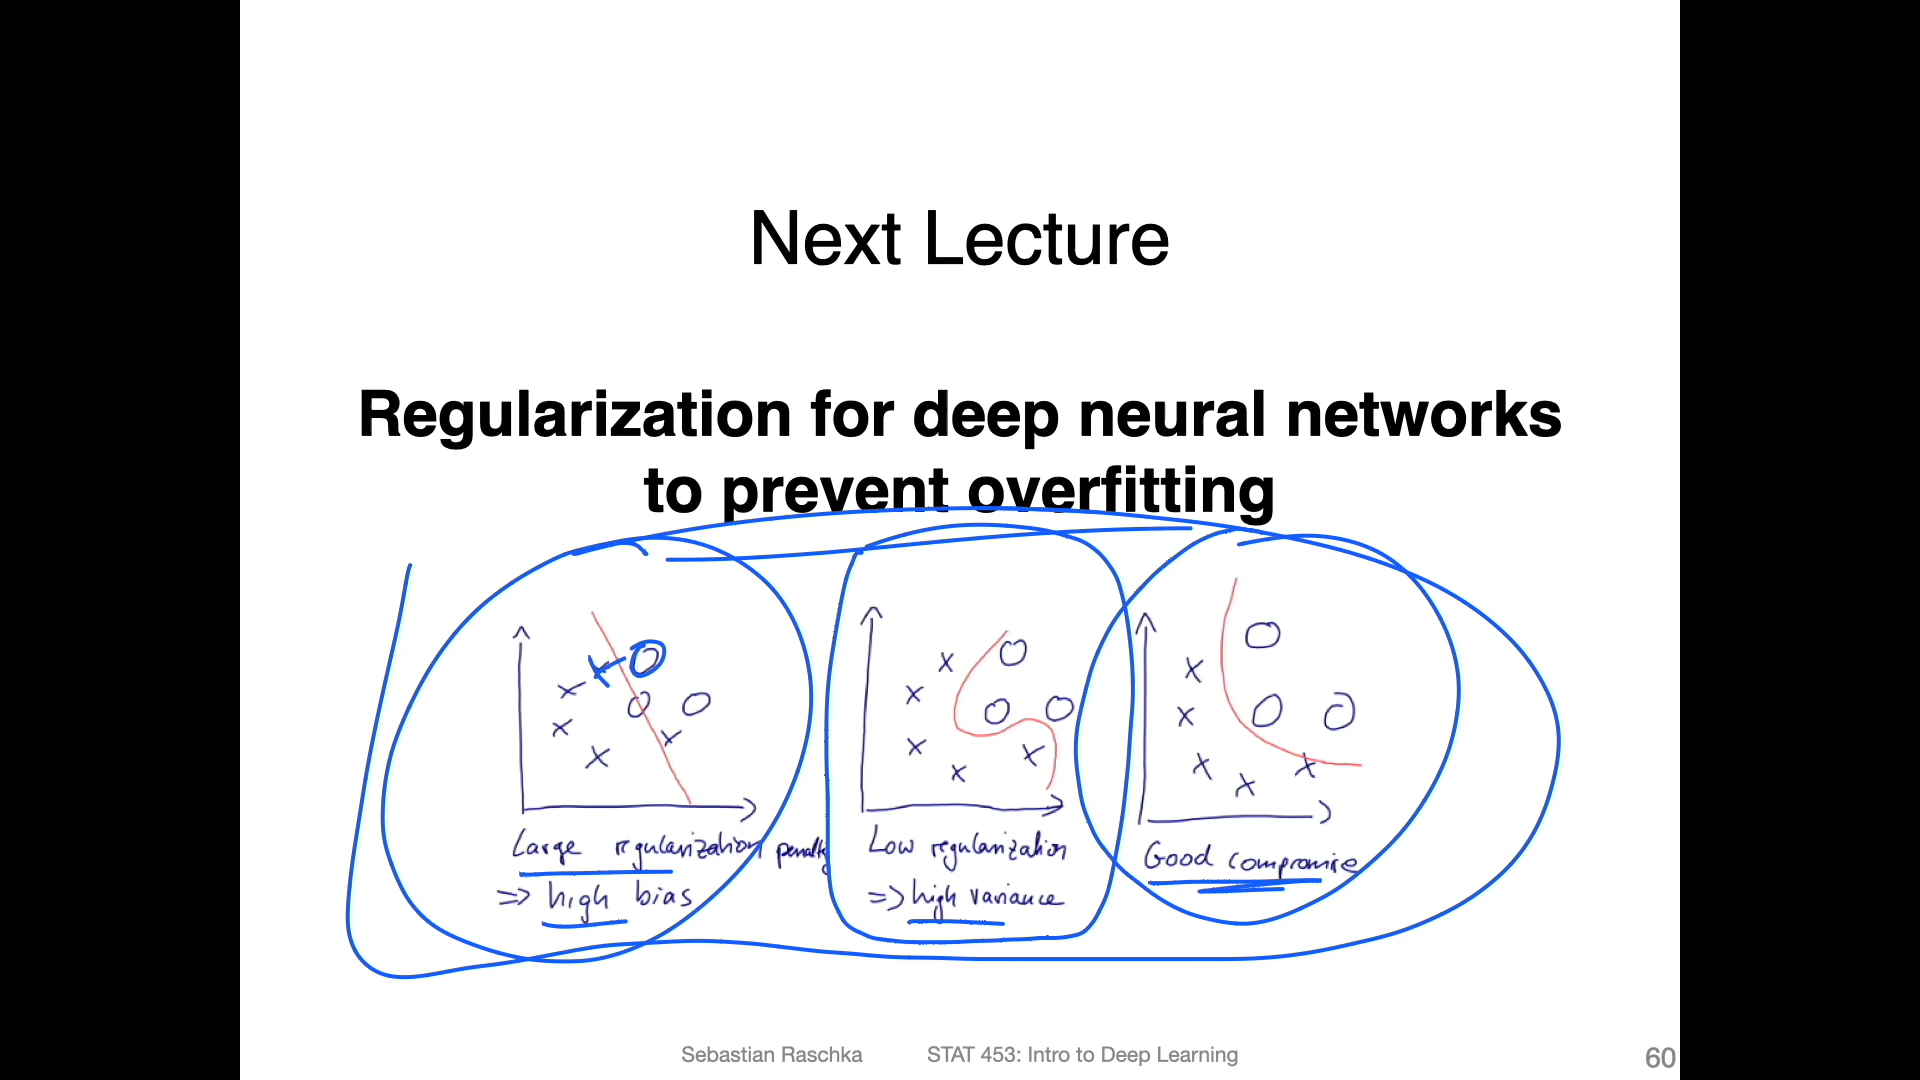 Next Lecture
Regularization for deep neural networks
to prevent overfitting
Large regularization penalty
=> high bias
Low regularization
=> high variance
Good compromise
Sebastian Raschka STAT 453: Intro to Deep Learning 60